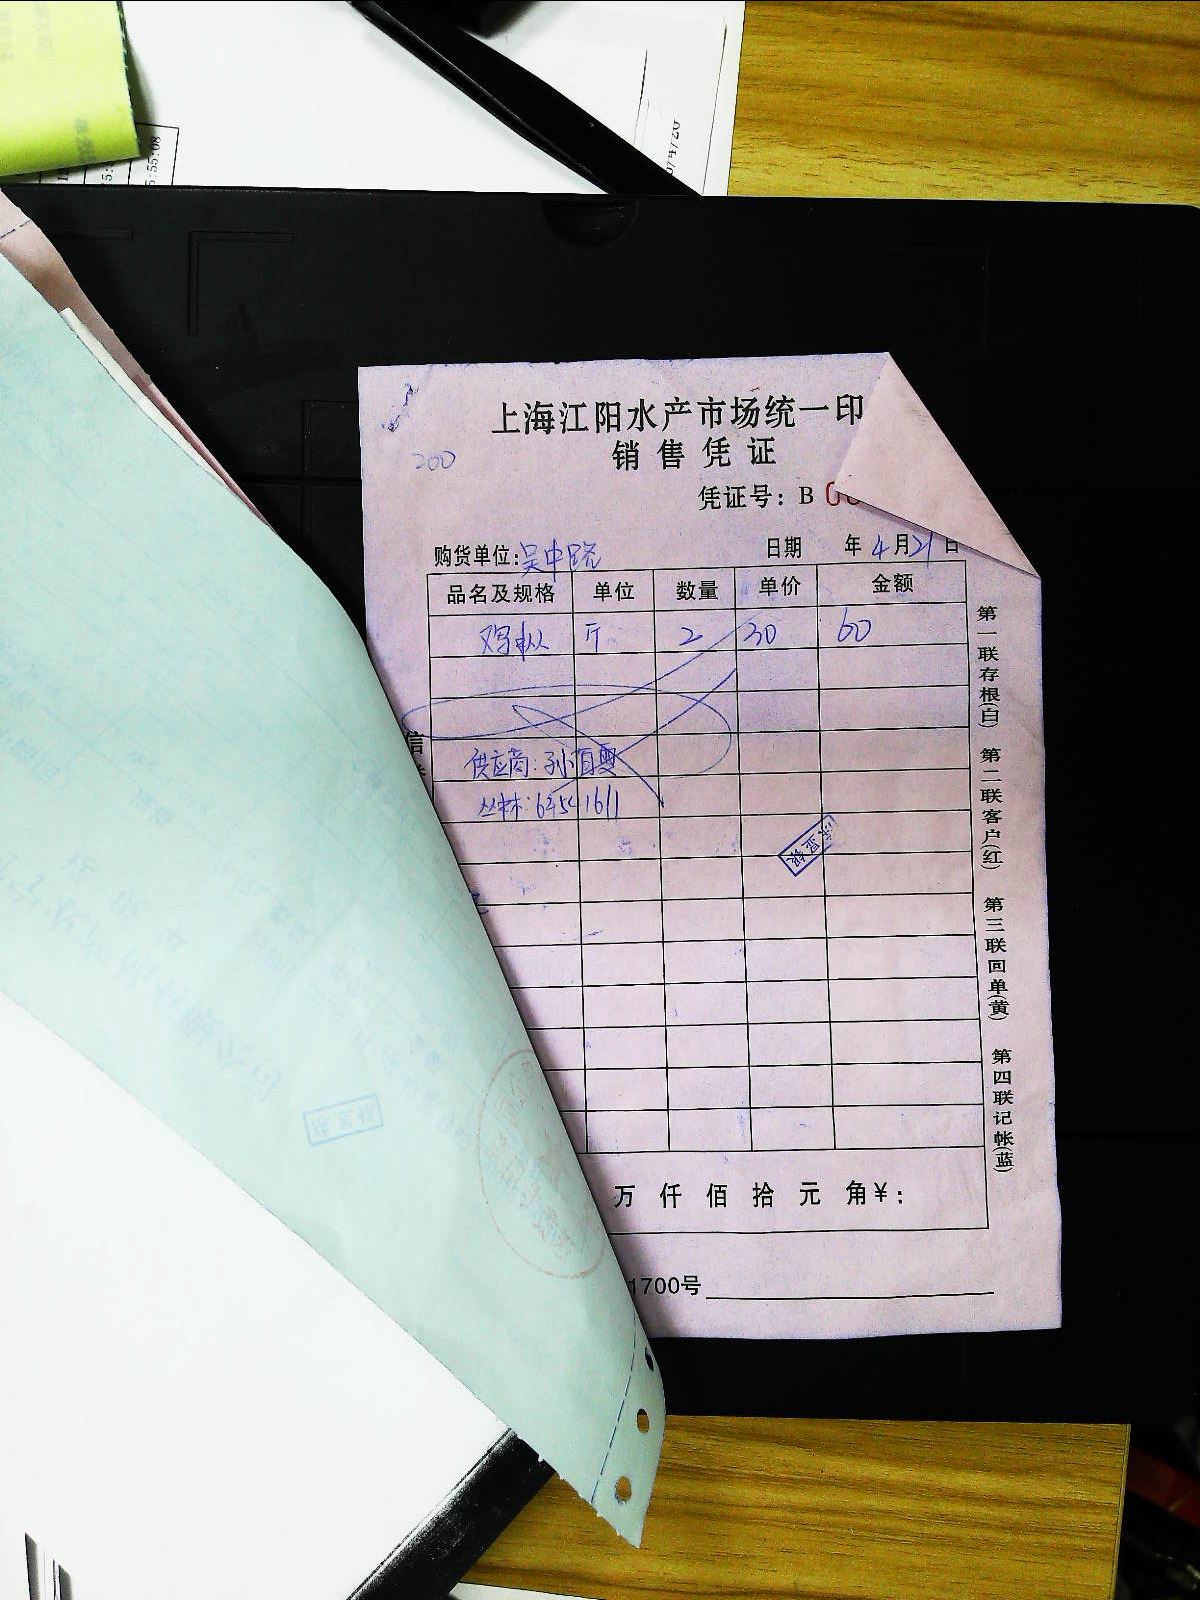 上海江阳水产市场统一印
销售凭证
200
凭证号: B
购货单位: 吴中路 日期 年 4 月 21 日
品名及规格 单位 数量 单价 金额
斤 2 30 60
供应商: 孙
64541611
万 仟 佰 拾 元 角 ¥:
1700号
第一联存根(白) 第二联客户(红) 第三联回单(黄) 第四联记帐(蓝)